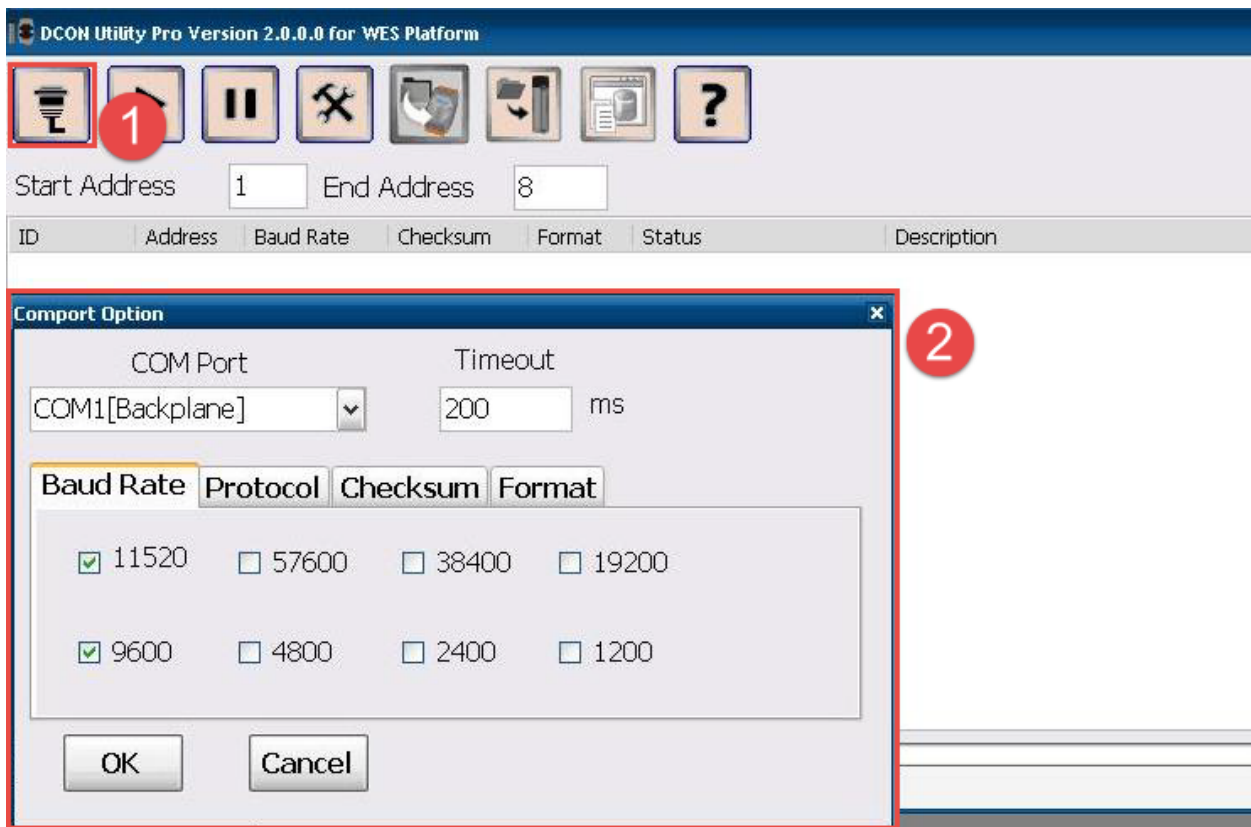 DCON Utility Pro Version 2.0.0.0 for WES Platform
1
?
Start Address 1 End Address 8
ID Address Baud Rate Checksum Format Status Description
Comport Option
2
COM Port Timeout
COM1[Backplane] 200 ms
Baud Rate Protocol Checksum Format
11520 57600 38400 19200
9600 4800 2400 1200
OK Cancel